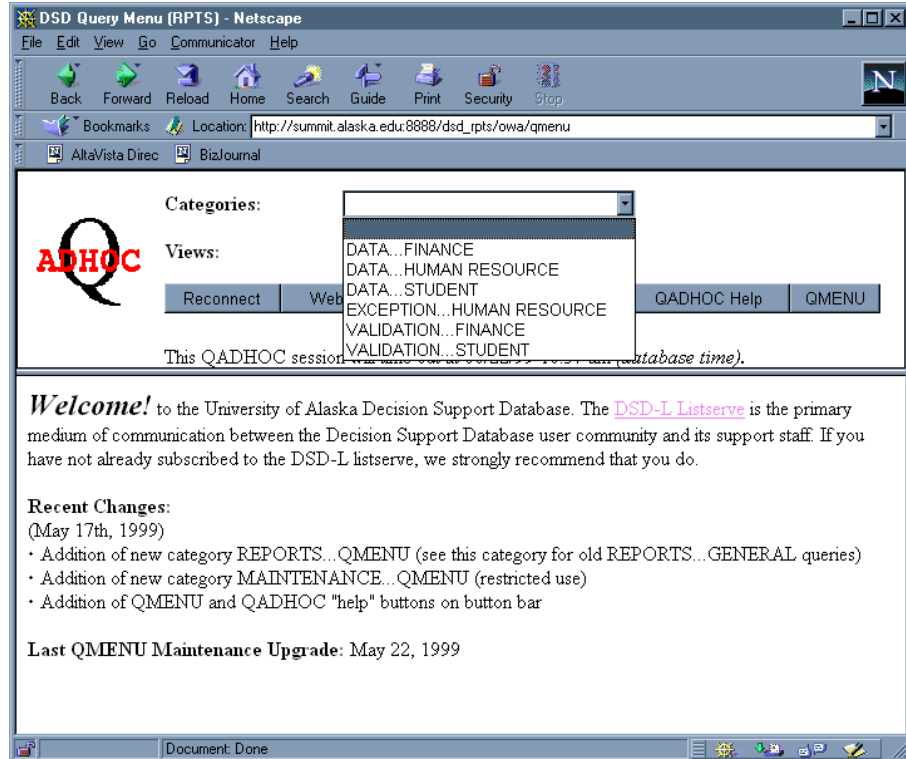 DSD Query Menu (RPTS) - Netscape
File Edit View Go Communicator Help
Back Forward Reload Home Search Guide Print Security Stop
N
Bookmarks Location: http://summit.alaska.edu:8888/dsd_rpts/owa/qmenu
AltaVista Direc BizJournal
Q
ADHOC
Categories:
DATA...FINANCE
DATA...HUMAN RESOURCE
DATA...STUDENT
EXCEPTION...HUMAN RESOURCE
VALIDATION...FINANCE
VALIDATION...STUDENT
Views:
Reconnect Web QADHOC Help QMENU
This QADHOC session (database time).
Welcome! to the University of Alaska Decision Support Database. The DSD-L Listserve is the primary
medium of communication between the Decision Support Database user community and its support staff. If you
have not already subscribed to the DSD-L listserve, we strongly recommend that you do.
Recent Changes:
(May 17th, 1999)
· Addition of new category REPORTS...QMENU (see this category for old REPORTS...GENERAL queries)
· Addition of new category MAINTENANCE...QMENU (restricted use)
· Addition of QMENU and QADHOC "help" buttons on button bar
Last QMENU Maintenance Upgrade: May 22, 1999
Document: Done